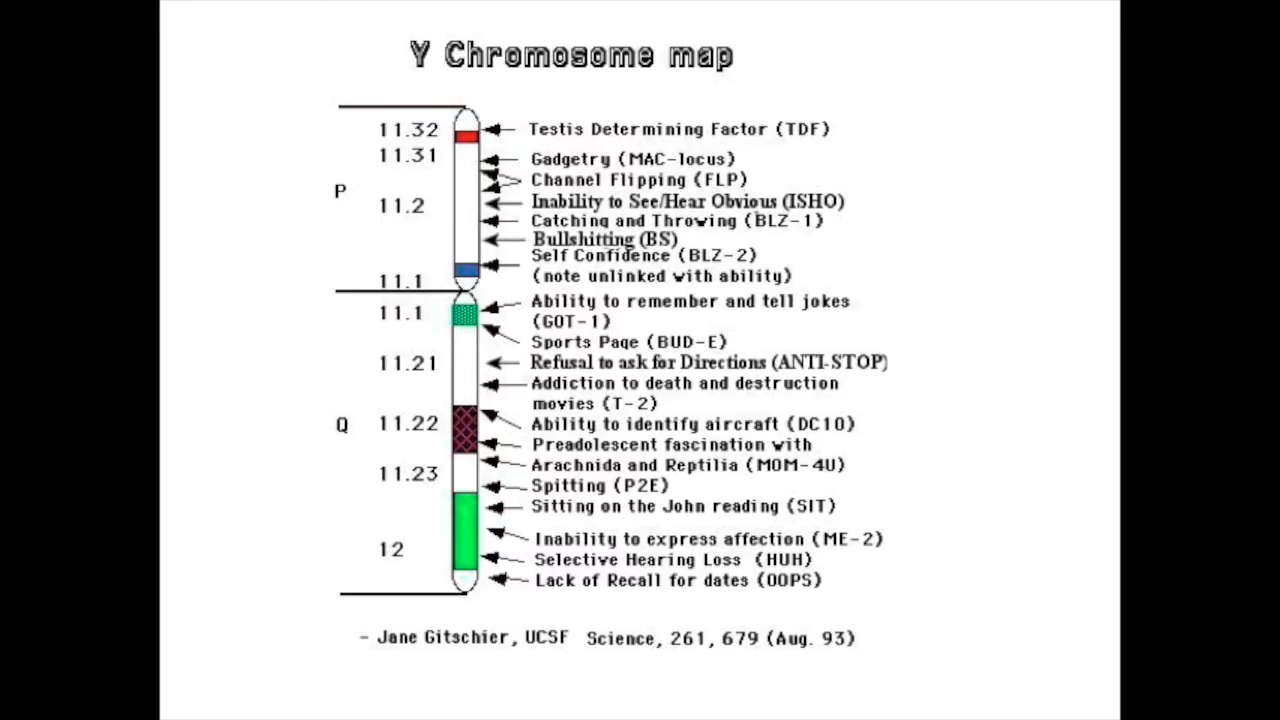 Y Chromosome map
11.32 Testis Determining Factor (TDF)
11.31 Gadgetry (MAC-locus)
Channel Flipping (FLP)
P
11.2 Inability to See/Hear Obvious (ISHO)
Catching and Throwing (BLZ-1)
Bullshitting (BS)
Self Confidence (BLZ-2)
11.1 (note unlinked with ability)
11.1 Ability to remember and tell jokes
(GOT-1)
Sports Page (BUD-E)
11.21 Refusal to ask for Directions (ANTI-STOP)
Addiction to death and destruction
movies (T-2)
Q 11.22 Ability to identify aircraft (DC10)
Preadolescent fascination with
11.23 Arachnida and Reptilia (MOM-4U)
Spitting (P2E)
Sitting on the John reading (SIT)
12 Inability to express affection (ME-2)
Selective Hearing Loss (HUH)
Lack of Recall for dates (OOPS)
- Jane Gitschier, UCSF Science, 261, 679 (Aug. 93)